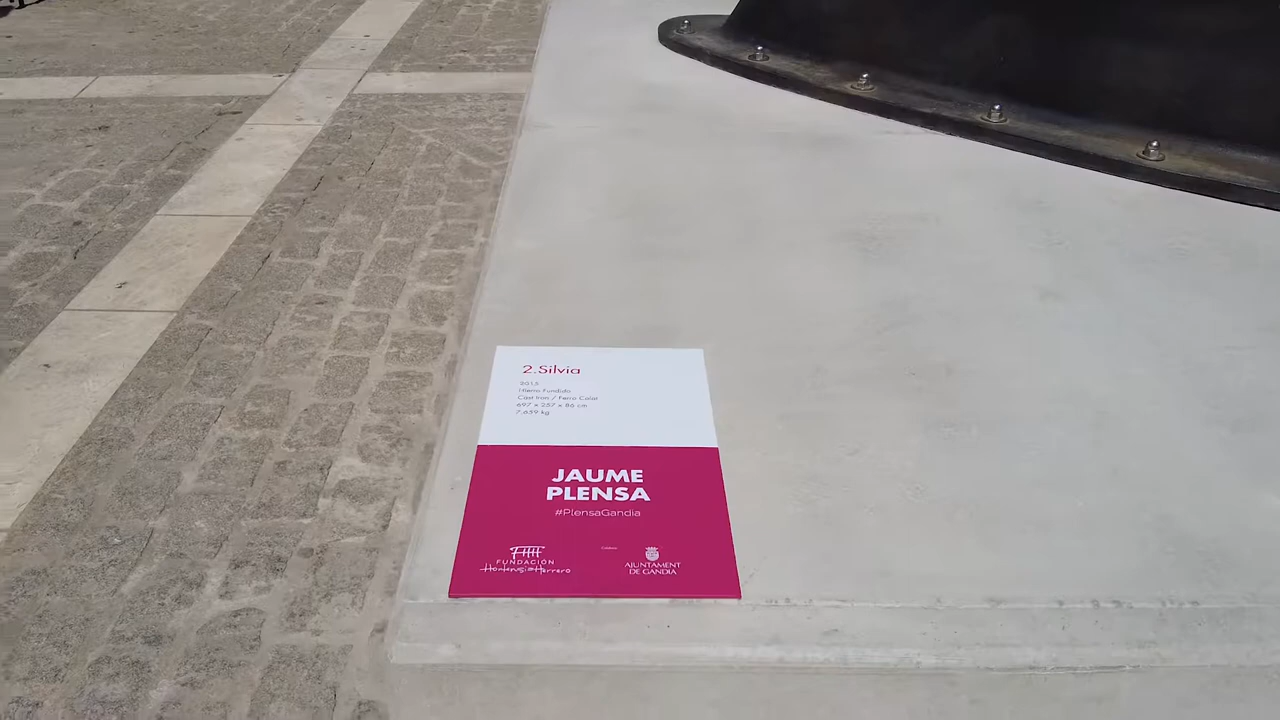 2.Silvia
2015
Hierro Fundido
Cast Iron / Ferro Colat
697 x 257 x 86 cm
7.659 kg
JAUME
PLENSA
#PlensaGandia
FUNDACIÓN
Hortensia Herrero
AJUNTAMENT
DE GANDIA